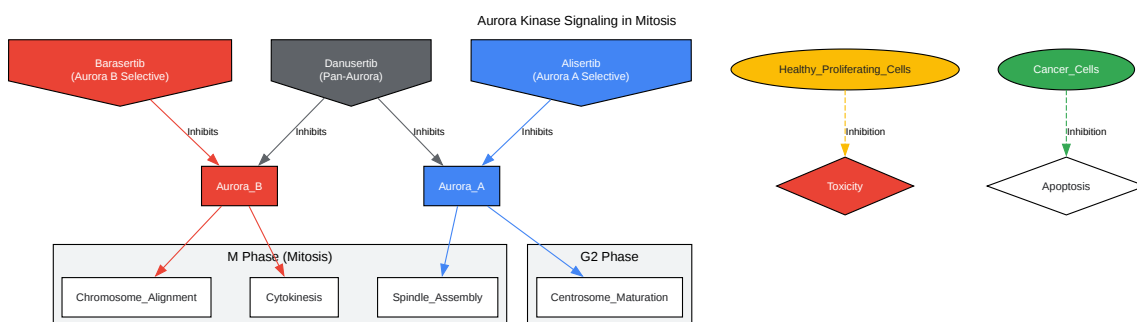 Aurora Kinase Signaling in Mitosis
Barasertib
(Aurora B Selective)
Danusertib
(Pan-Aurora)
Alisertib
(Aurora A Selective)
Healthy_Proliferating_Cells
Cancer_Cells
Inhibits
Inhibits
Inhibits
Inhibits
Inhibition
Inhibition
Aurora_B
Aurora_A
Toxicity
Apoptosis
M Phase (Mitosis)
G2 Phase
Chromosome_Alignment
Cytokinesis
Spindle_Assembly
Centrosome_Maturation